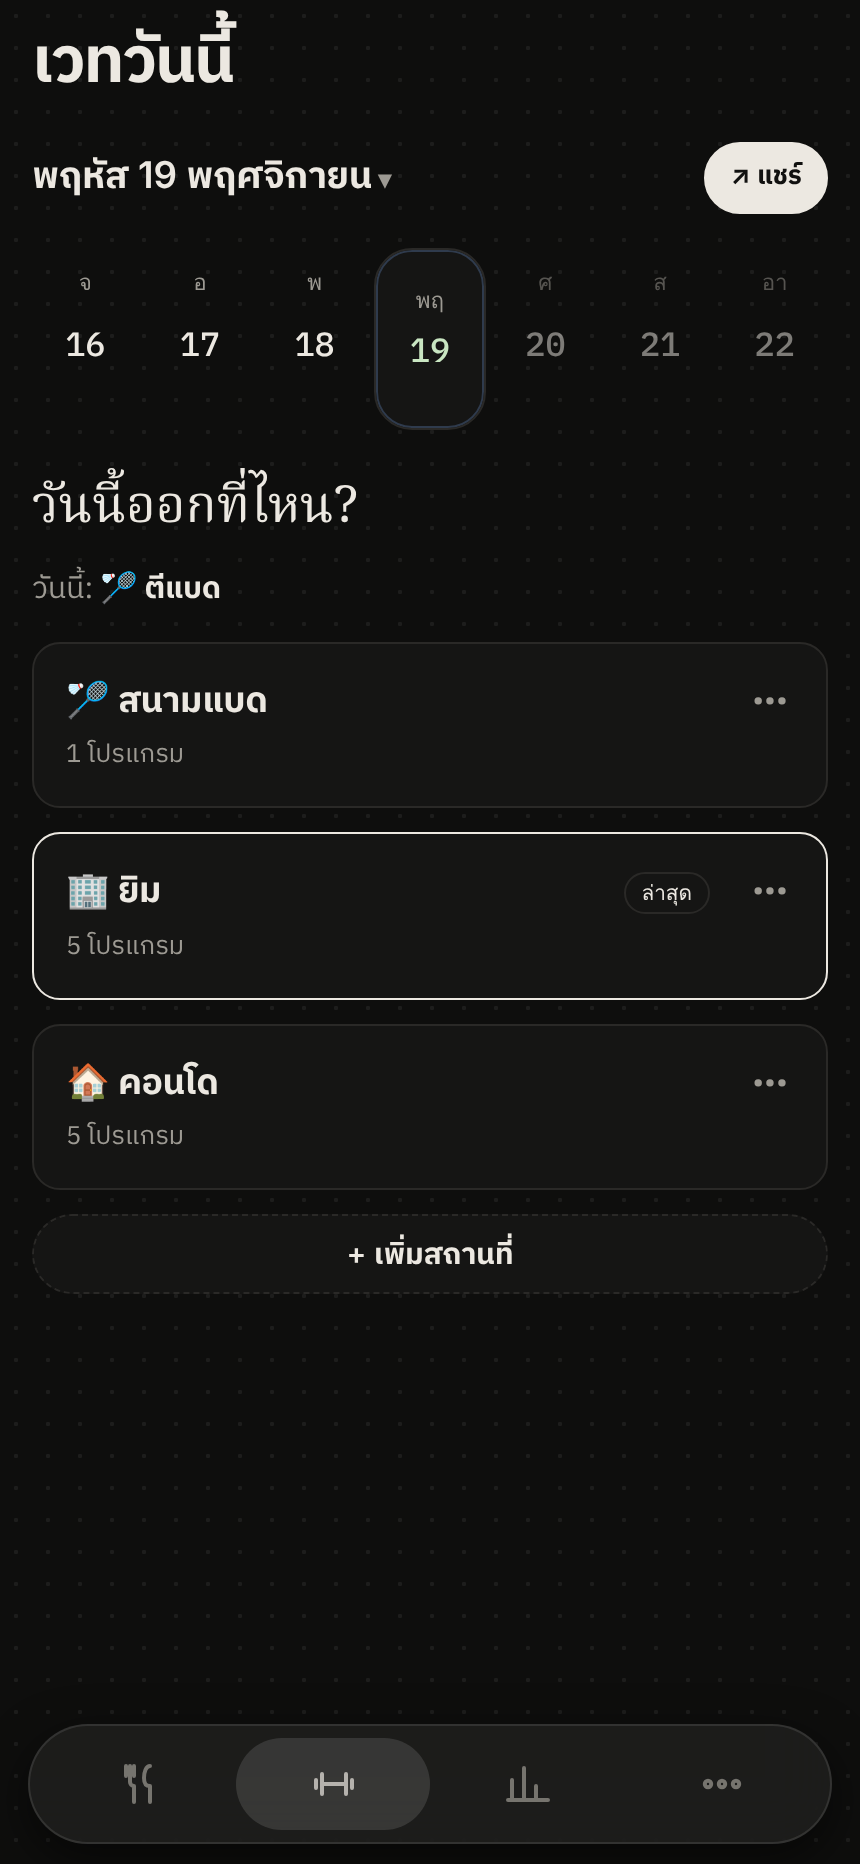 เวทวันนี้
พฤหัส 19 พฤศจิกายน ▾
↗ แชร์
จ อ พ พฤ ศ ส อา
16 17 18 19 20 21 22
วันนี้ออกที่ไหน?
วันนี้: 🏸 ตีแบด
🏸 สนามแบด
1 โปรแกรม
🏢 ยิม
ล่าสุด
5 โปรแกรม
🏠 คอนโด
5 โปรแกรม
+ เพิ่มสถานที่